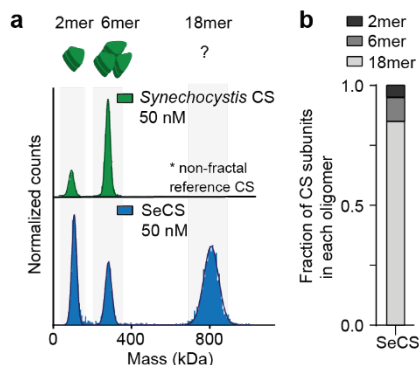 a
2mer 6mer 18mer
?
Synechocystis CS
50 nM
* non-fractal
reference CS
SeCS
50 nM
Normalized counts
0 400 800
Mass (kDa)
b
2mer
6mer
18mer
Fraction of CS subunits
in each oligomer
1.0
0.5
0.0
SeCS